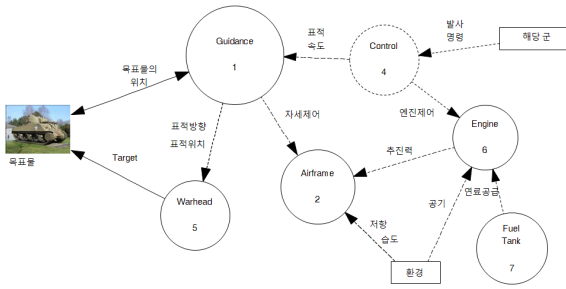 Guidance
1
표적
속도
Control
4
발사
명령
해당 군
목표물의
위치
목표물
표적방향
표적위치
자세제어
엔진제어
Engine
6
Target
추진력
Airframe
2
Warhead
5
공기
연료공급
저항
습도
Fuel
Tank
7
환경